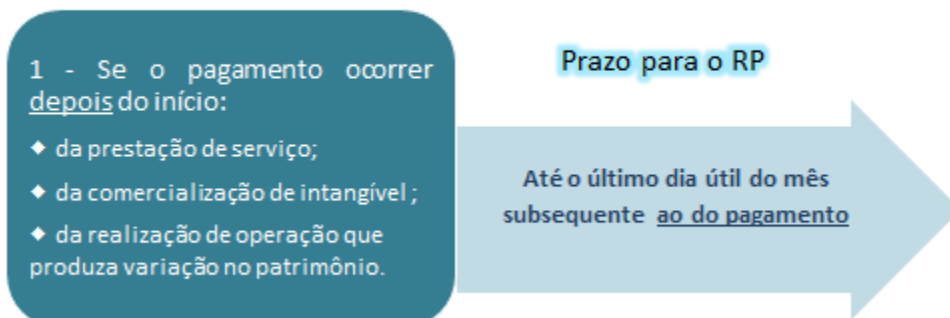 1 - Se o pagamento ocorrer
depois do início:
◆ da prestação de serviço;
◆ da comercialização de intangível ;
◆ da realização de operação que
produza variação no patrimônio.
Prazo para o RP
Até o último dia útil do mês
subsequente ao do pagamento